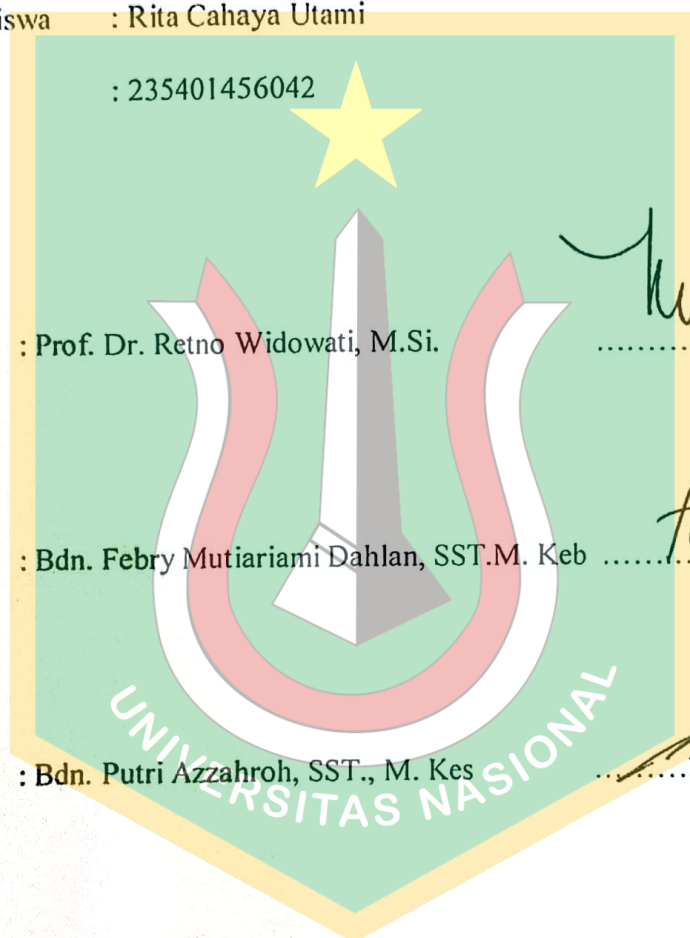 iswa : Rita Cahaya Utami
: 235401456042
: Prof. Dr. Retno Widowati, M.Si. ..........
: Bdn. Febry Mutiariami Dahlan, SST.M. Keb ......
: Bdn. Putri Azzahroh, SST., M. Kes ..........
UNIVERSITAS NASIONAL